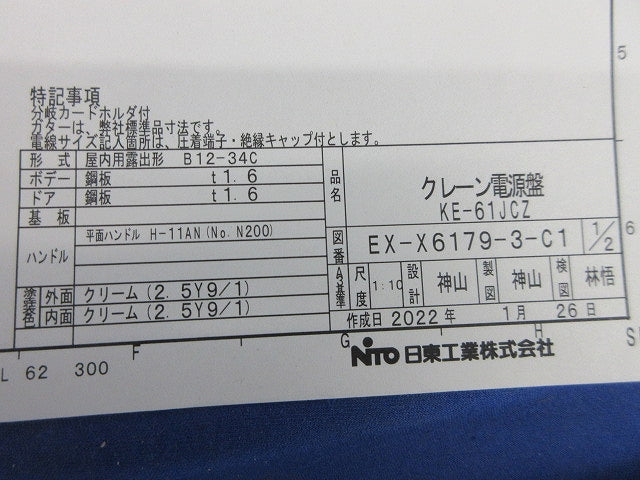 特記事項
分岐カードホルダ付
ガターは、弊社標準品寸法です。
電線サイズ記入箇所は、圧着端子・絶縁キャップ付とします。
形 式 屋内用露出形 B12-34C
ボデー 鋼板 t1.6
ドア 鋼板 t1.6
基 板
ハンドル 平面ハンドル H-11AN(No.N200)
塗装色 外面 クリーム(2.5Y9/1)
内面 クリーム(2.5Y9/1)
品名 クレーン電源盤
KE-61JCZ
図番 EX-X6179-3-C1 1/2
A3基準 尺度 1:10 設計 神山 製図 神山 検図 林悟
作成日 2022年 1月 26日
NITO 日東工業株式会社
5
6
F
G
H
S
L 62 300